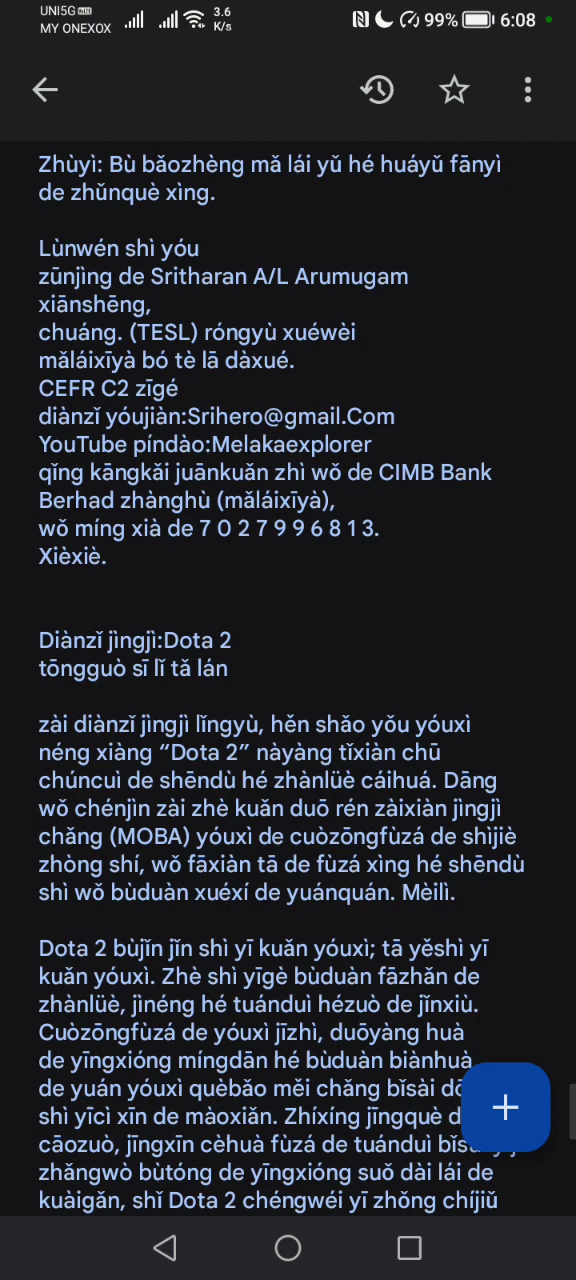 UNI5G
MY ONEXOX
3.6
K/s
99%
6:08
Zhùyì: Bù bǎozhèng mǎ lái yǔ hé huáyǔ fānyì
de zhǔnquè xìng.
Lùnwén shì yóu
zūnjìng de Sritharan A/L Arumugam
xiānshēng,
chuáng. (TESL) róngyù xuéwèi
mǎláixīyà bó tè lā dàxué.
CEFR C2 zīgé
diànzǐ yóujiàn:Srihero@gmail.Com
YouTube píndào:Melakaexplorer
qǐng kāngkǎi juānkuǎn zhì wǒ de CIMB Bank
Berhad zhànghù (mǎláixīyà),
wǒ míng xià de 7 0 2 7 9 9 6 8 1 3.
Xièxiè.
Diànzǐ jìngjì:Dota 2
tōngguò sī lǐ tǎ lán
zài diànzǐ jìngjì lǐngyù, hěn shǎo yǒu yóuxì
néng xiàng “Dota 2” nàyàng tǐxiàn chū
chúncuì de shēndù hé zhànlüè cáihuá. Dāng
wǒ chénjìn zài zhè kuǎn duō rén zàixiàn jìngjì
chǎng (MOBA) yóuxì de cuòzōngfùzá de shìjiè
zhòng shí, wǒ fāxiàn tā de fùzá xìng hé shēndù
shì wǒ bùduàn xuéxí de yuánquán. Mèilì.
Dota 2 bùjǐn jǐn shì yī kuǎn yóuxì; tā yěshì yī
kuǎn yóuxì. Zhè shì yīgè bùduàn fāzhǎn de
zhànlüè, jìnéng hé tuánduì hézuò de jǐnxiù.
Cuòzōngfùzá de yóuxì jīzhì, duōyàng huà
de yīngxióng míngdān hé bùduàn biànhuà
de yuán yóuxì quèbǎo měi chǎng bǐsài
shì yīcì xīn de màoxiǎn. Zhíxíng jīngquè
cāozuò, jīngxīn cèhuà fùzá de tuánduì
zhǎngwò bùtóng de yīngxióng suǒ dài lái de
kuàigǎn, shǐ Dota 2 chéngwéi yī zhǒng chíjiǔ